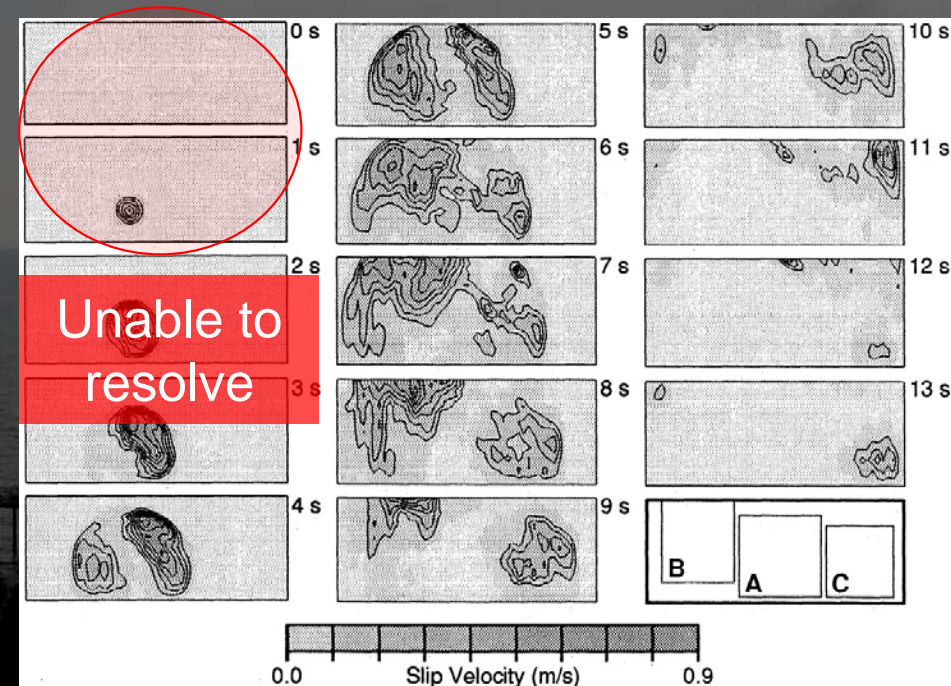 0 s
1 s
2 s
3 s
4 s
Unable to
resolve
5 s
6 s
7 s
8 s
9 s
10 s
11 s
12 s
13 s
B
A
C
0.0
Slip Velocity (m/s)
0.9